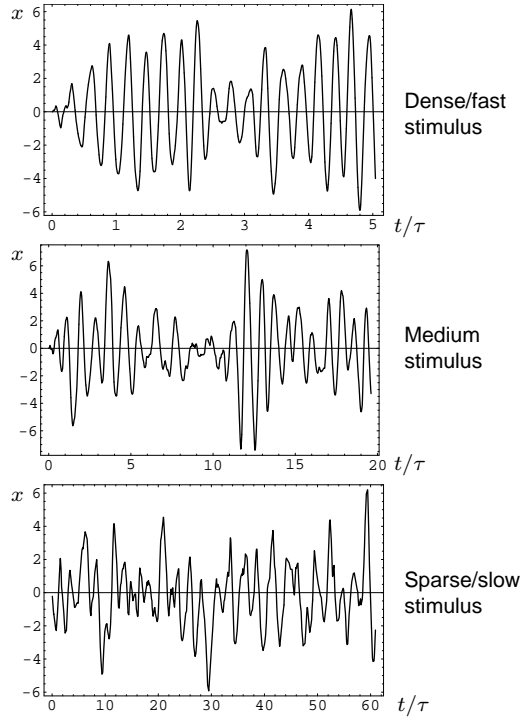 x
6
4
2
0
-2
-4
-6
0 1 2 3 4 5
t/τ
Dense/fast
stimulus
x
6
4
2
0
-2
-4
-6
0 5 10 15 20
t/τ
Medium
stimulus
x
6
4
2
0
-2
-4
-6
0 10 20 30 40 50 60
t/τ
Sparse/slow
stimulus